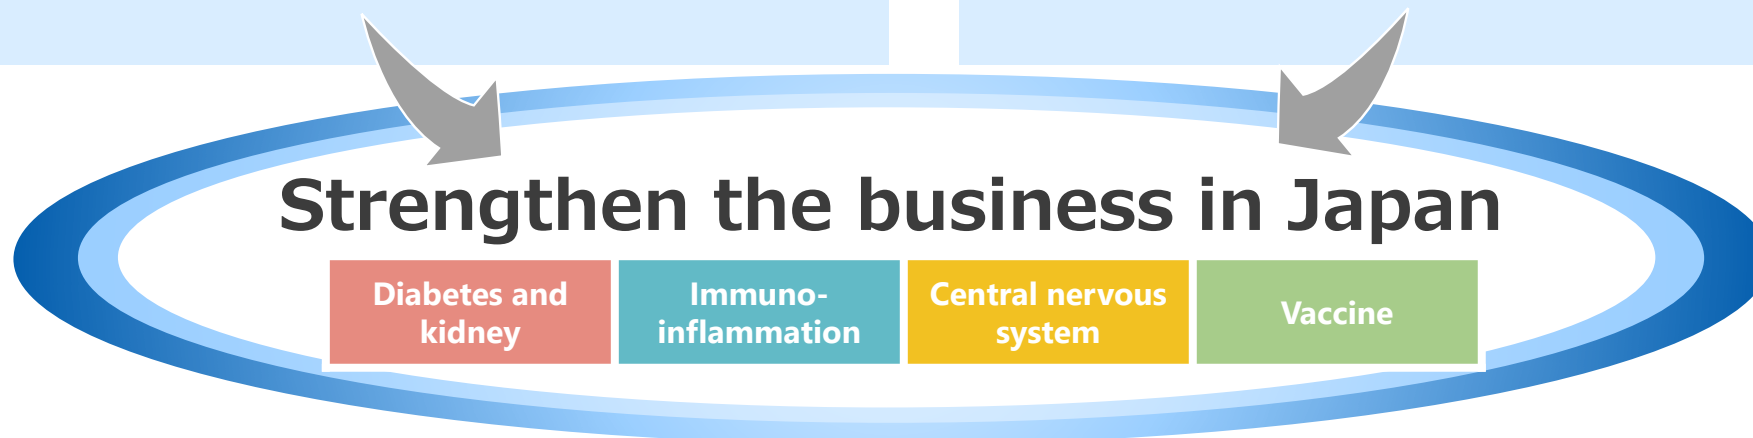 Strengthen the business in Japan
Diabetes and
kidney
Immuno-
inflammation
Central nervous
system
Vaccine